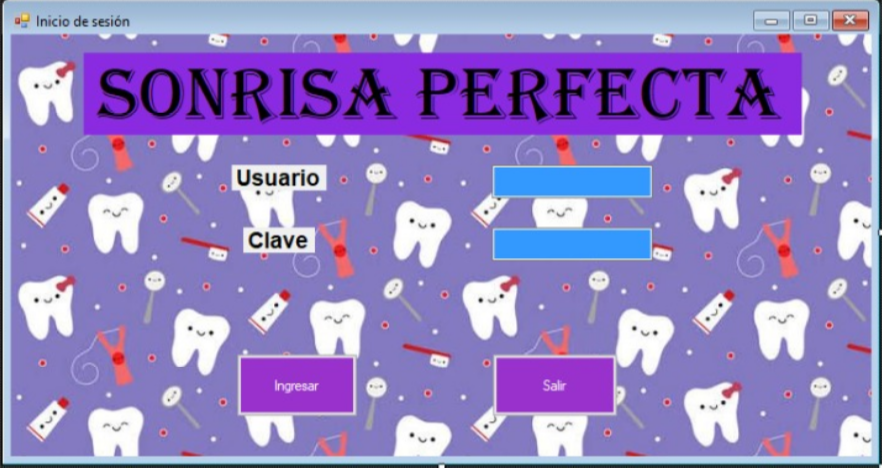 Inicio de sesión
SONRISA PERFECTA
Usuario
Clave
Ingresar
Salir